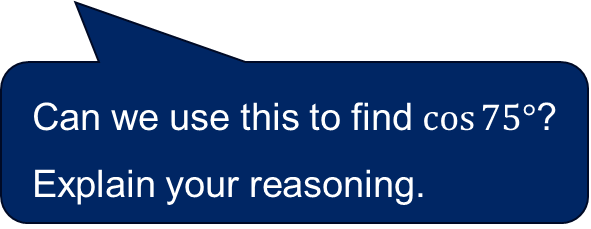 Can we use this to find cos 75°?
Explain your reasoning.